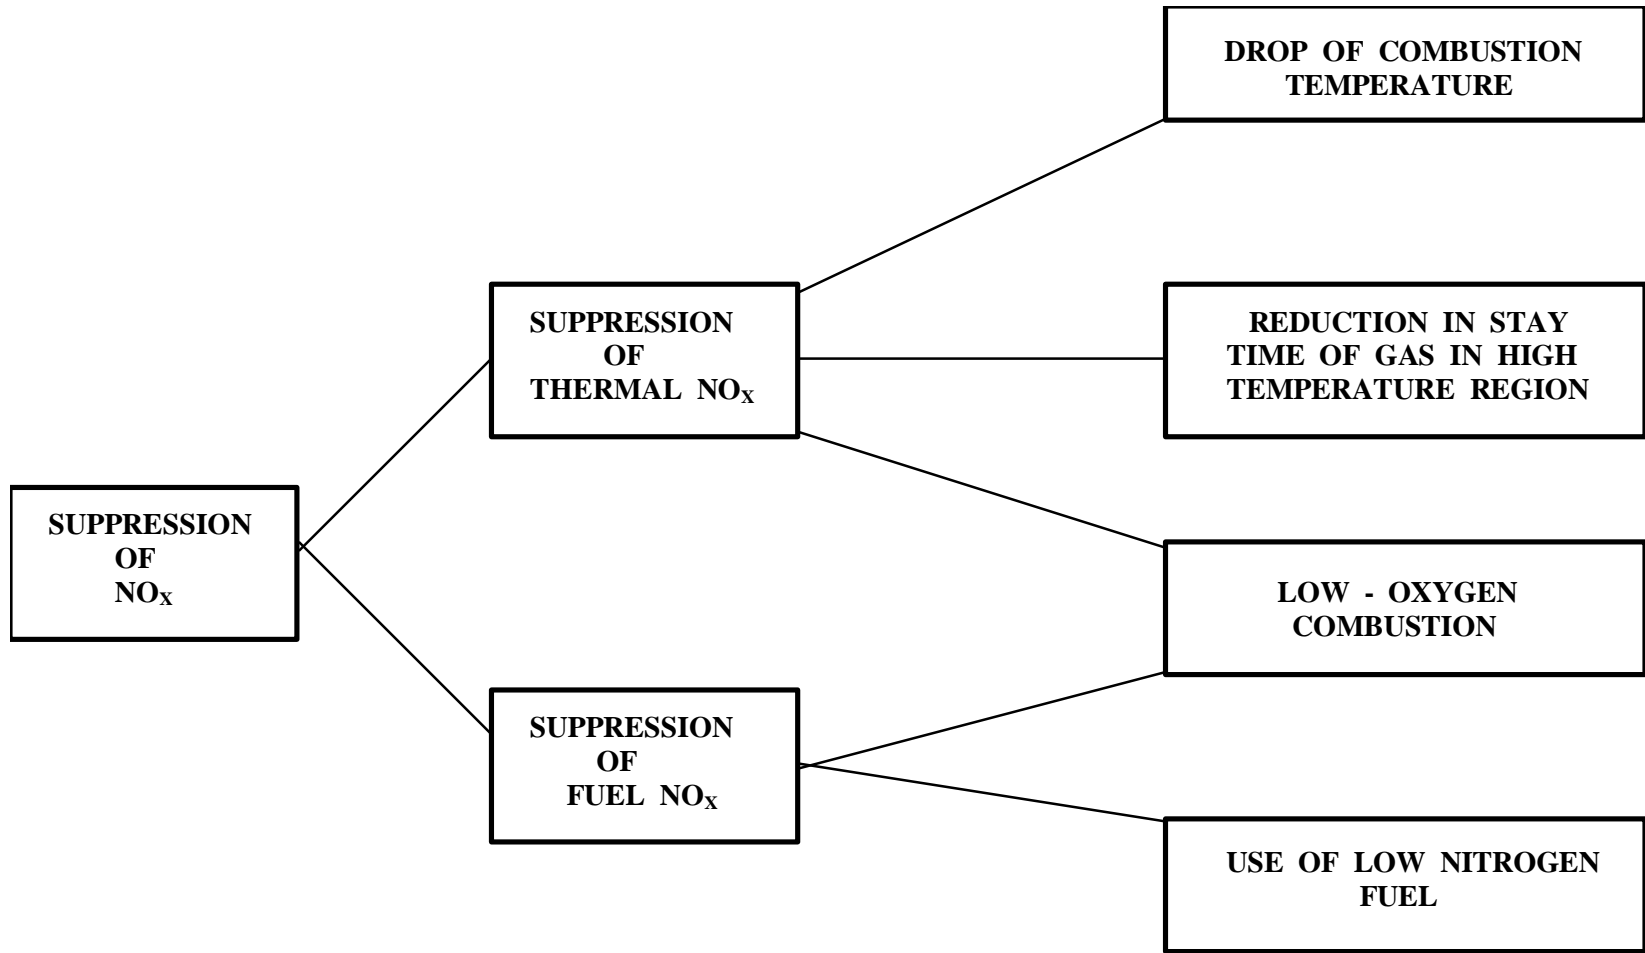 DROP OF COMBUSTION
TEMPERATURE
SUPPRESSION
OF
THERMAL NOX
REDUCTION IN STAY
TIME OF GAS IN HIGH
TEMPERATURE REGION
SUPPRESSION
OF
NOX
LOW - OXYGEN
COMBUSTION
SUPPRESSION
OF
FUEL NOX
USE OF LOW NITROGEN
FUEL